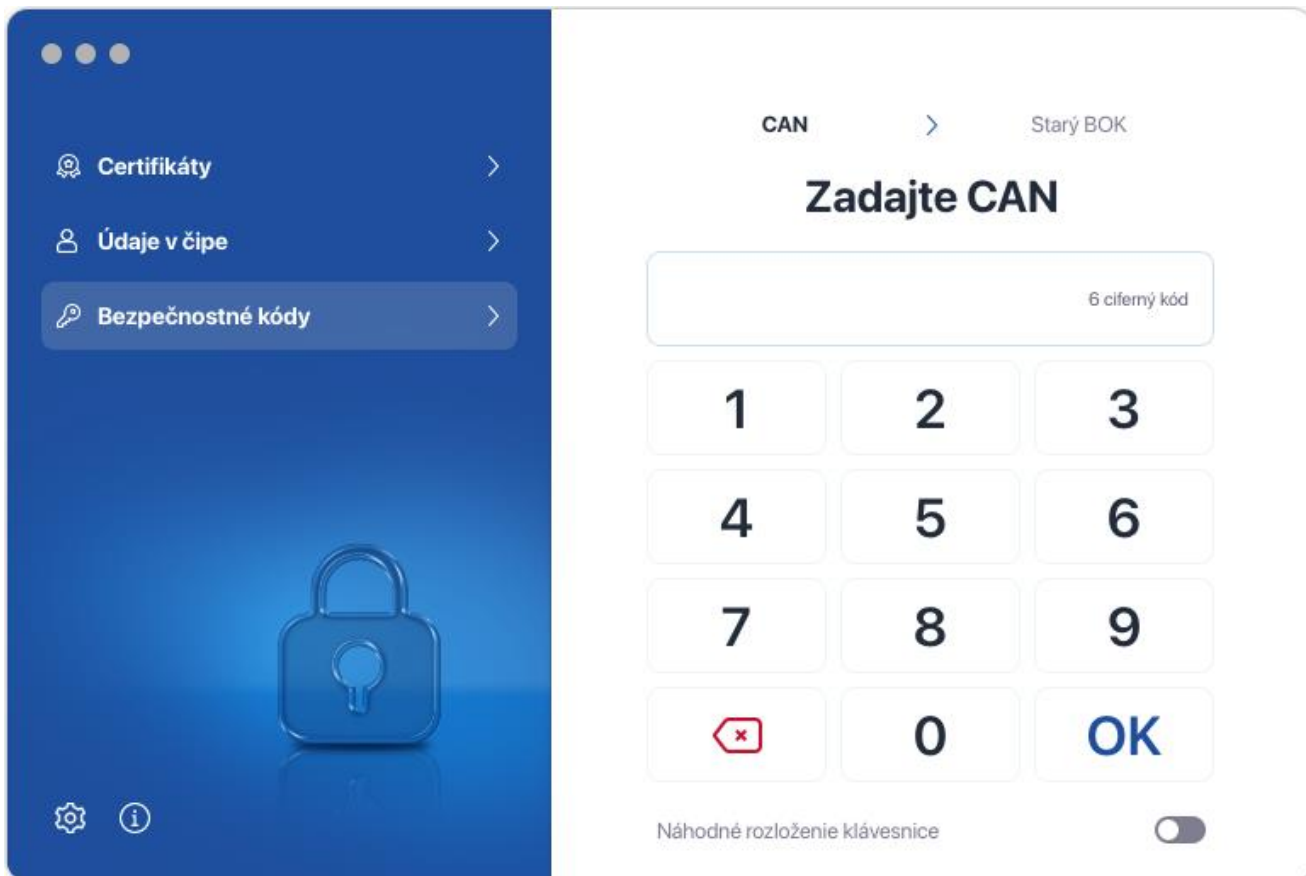 Certifikáty
Údaje v čipe
Bezpečnostné kódy
CAN
Starý BOK
Zadajte CAN
6 ciferný kód
1 2 3
4 5 6
7 8 9
0 OK
Náhodné rozloženie klávesnice